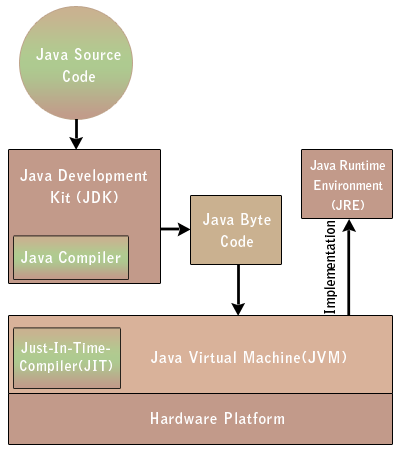 Java Source
Code
Java Development
Kit (JDK)
Java Compiler
Java Byte
Code
Java Runtime
Environment
(JRE)
Implementation
Just-In-Time-
Compiler(JIT)
Java Virtual Machine(JVM)
Hardware Platform